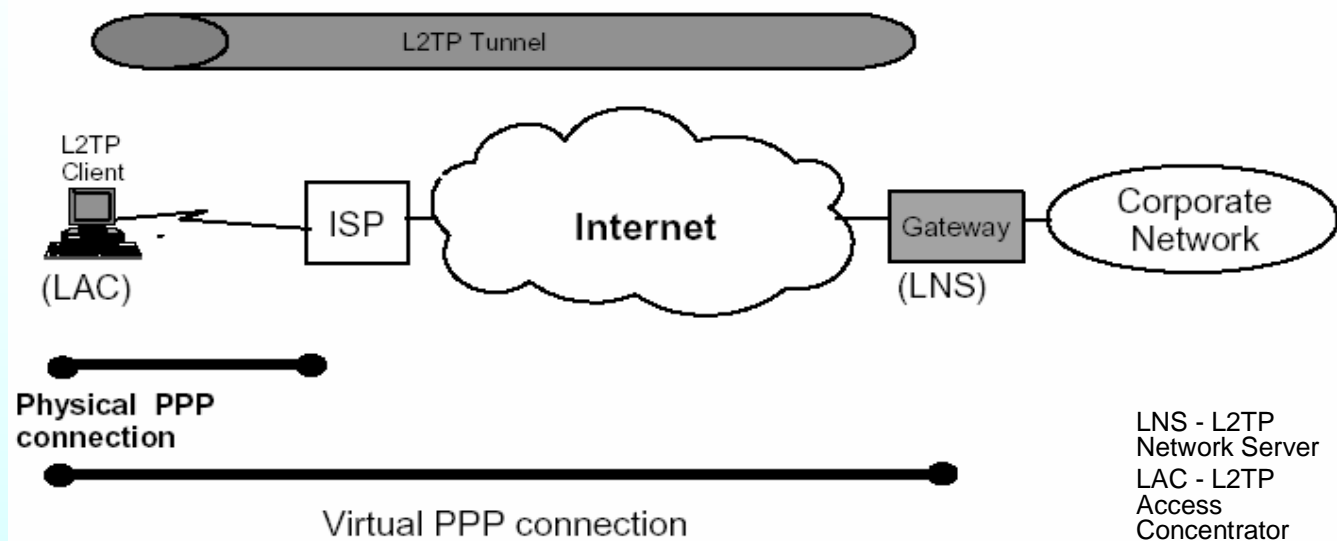 L2TP Tunnel
L2TP
Client
(LAC)
ISP
Internet
Gateway
(LNS)
Corporate
Network
Physical PPP
connection
Virtual PPP connection
LNS - L2TP
Network Server
LAC - L2TP
Access
Concentrator